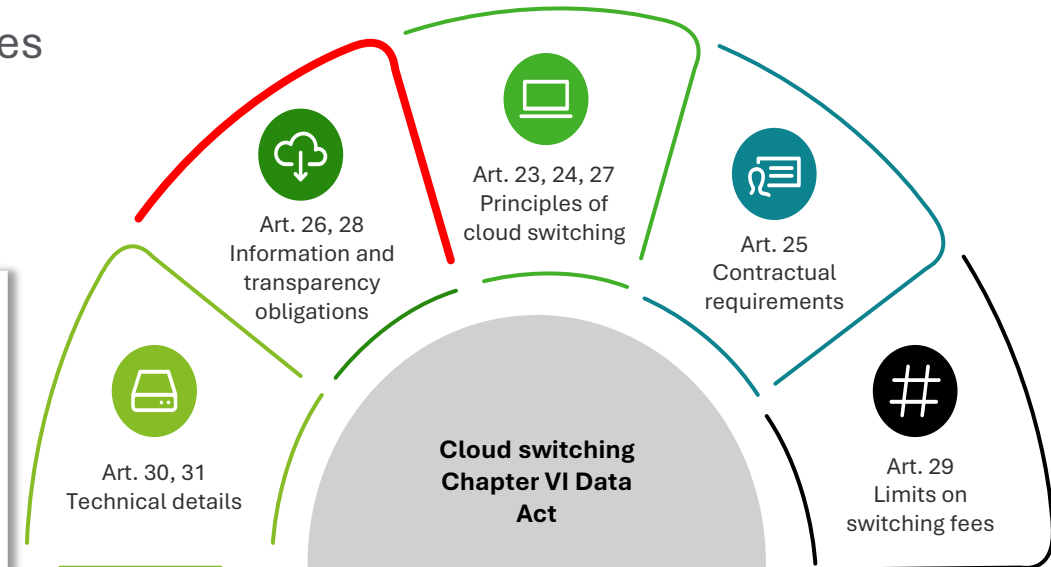 es
Art. 26, 28
Information and
transparency
obligations
Art. 23, 24, 27
Principles of
cloud switching
Art. 25
Contractual
requirements
Art. 30, 31
Technical details
Cloud switching
Chapter VI Data
Act
Art. 29
Limits on
switching fees